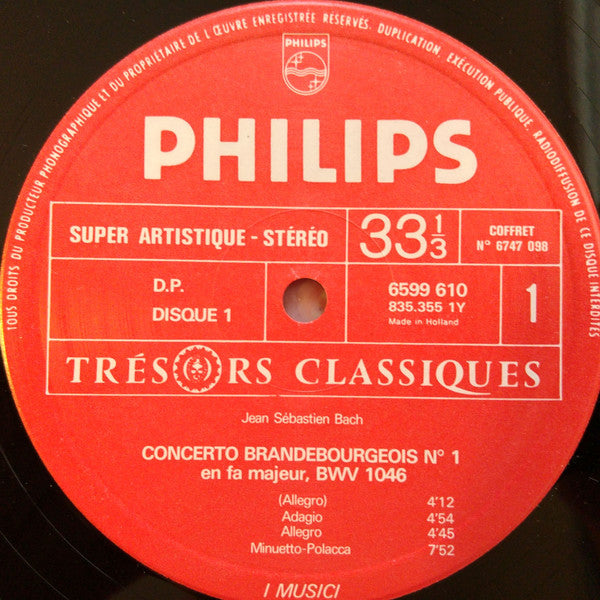 TOUS DROITS DU PRODUCTEUR PHONOGRAPHIQUE ET DU PROPRIÉTAIRE DE L'ŒUVRE ENREGISTRÉE RÉSERVÉS. DUPLICATION, EXÉCUTION PUBLIQUE, RADIODIFFUSION DE CE DISQUE INTERDITES
PHILIPS
PHILIPS
SUPER ARTISTIQUE - STÉRÉO
33 1/3
COFFRET
N° 6747 098
D.P.
DISQUE 1
6599 610
835.355 1Y
Made in Holland
1
TRÉSORS CLASSIQUES
Jean Sébastien Bach
CONCERTO BRANDEBOURGEOIS N° 1
en fa majeur, BWV 1046
(Allegro) 4'12
Adagio 4'54
Allegro 4'45
Minuetto-Polacca 7'52
I MUSICI